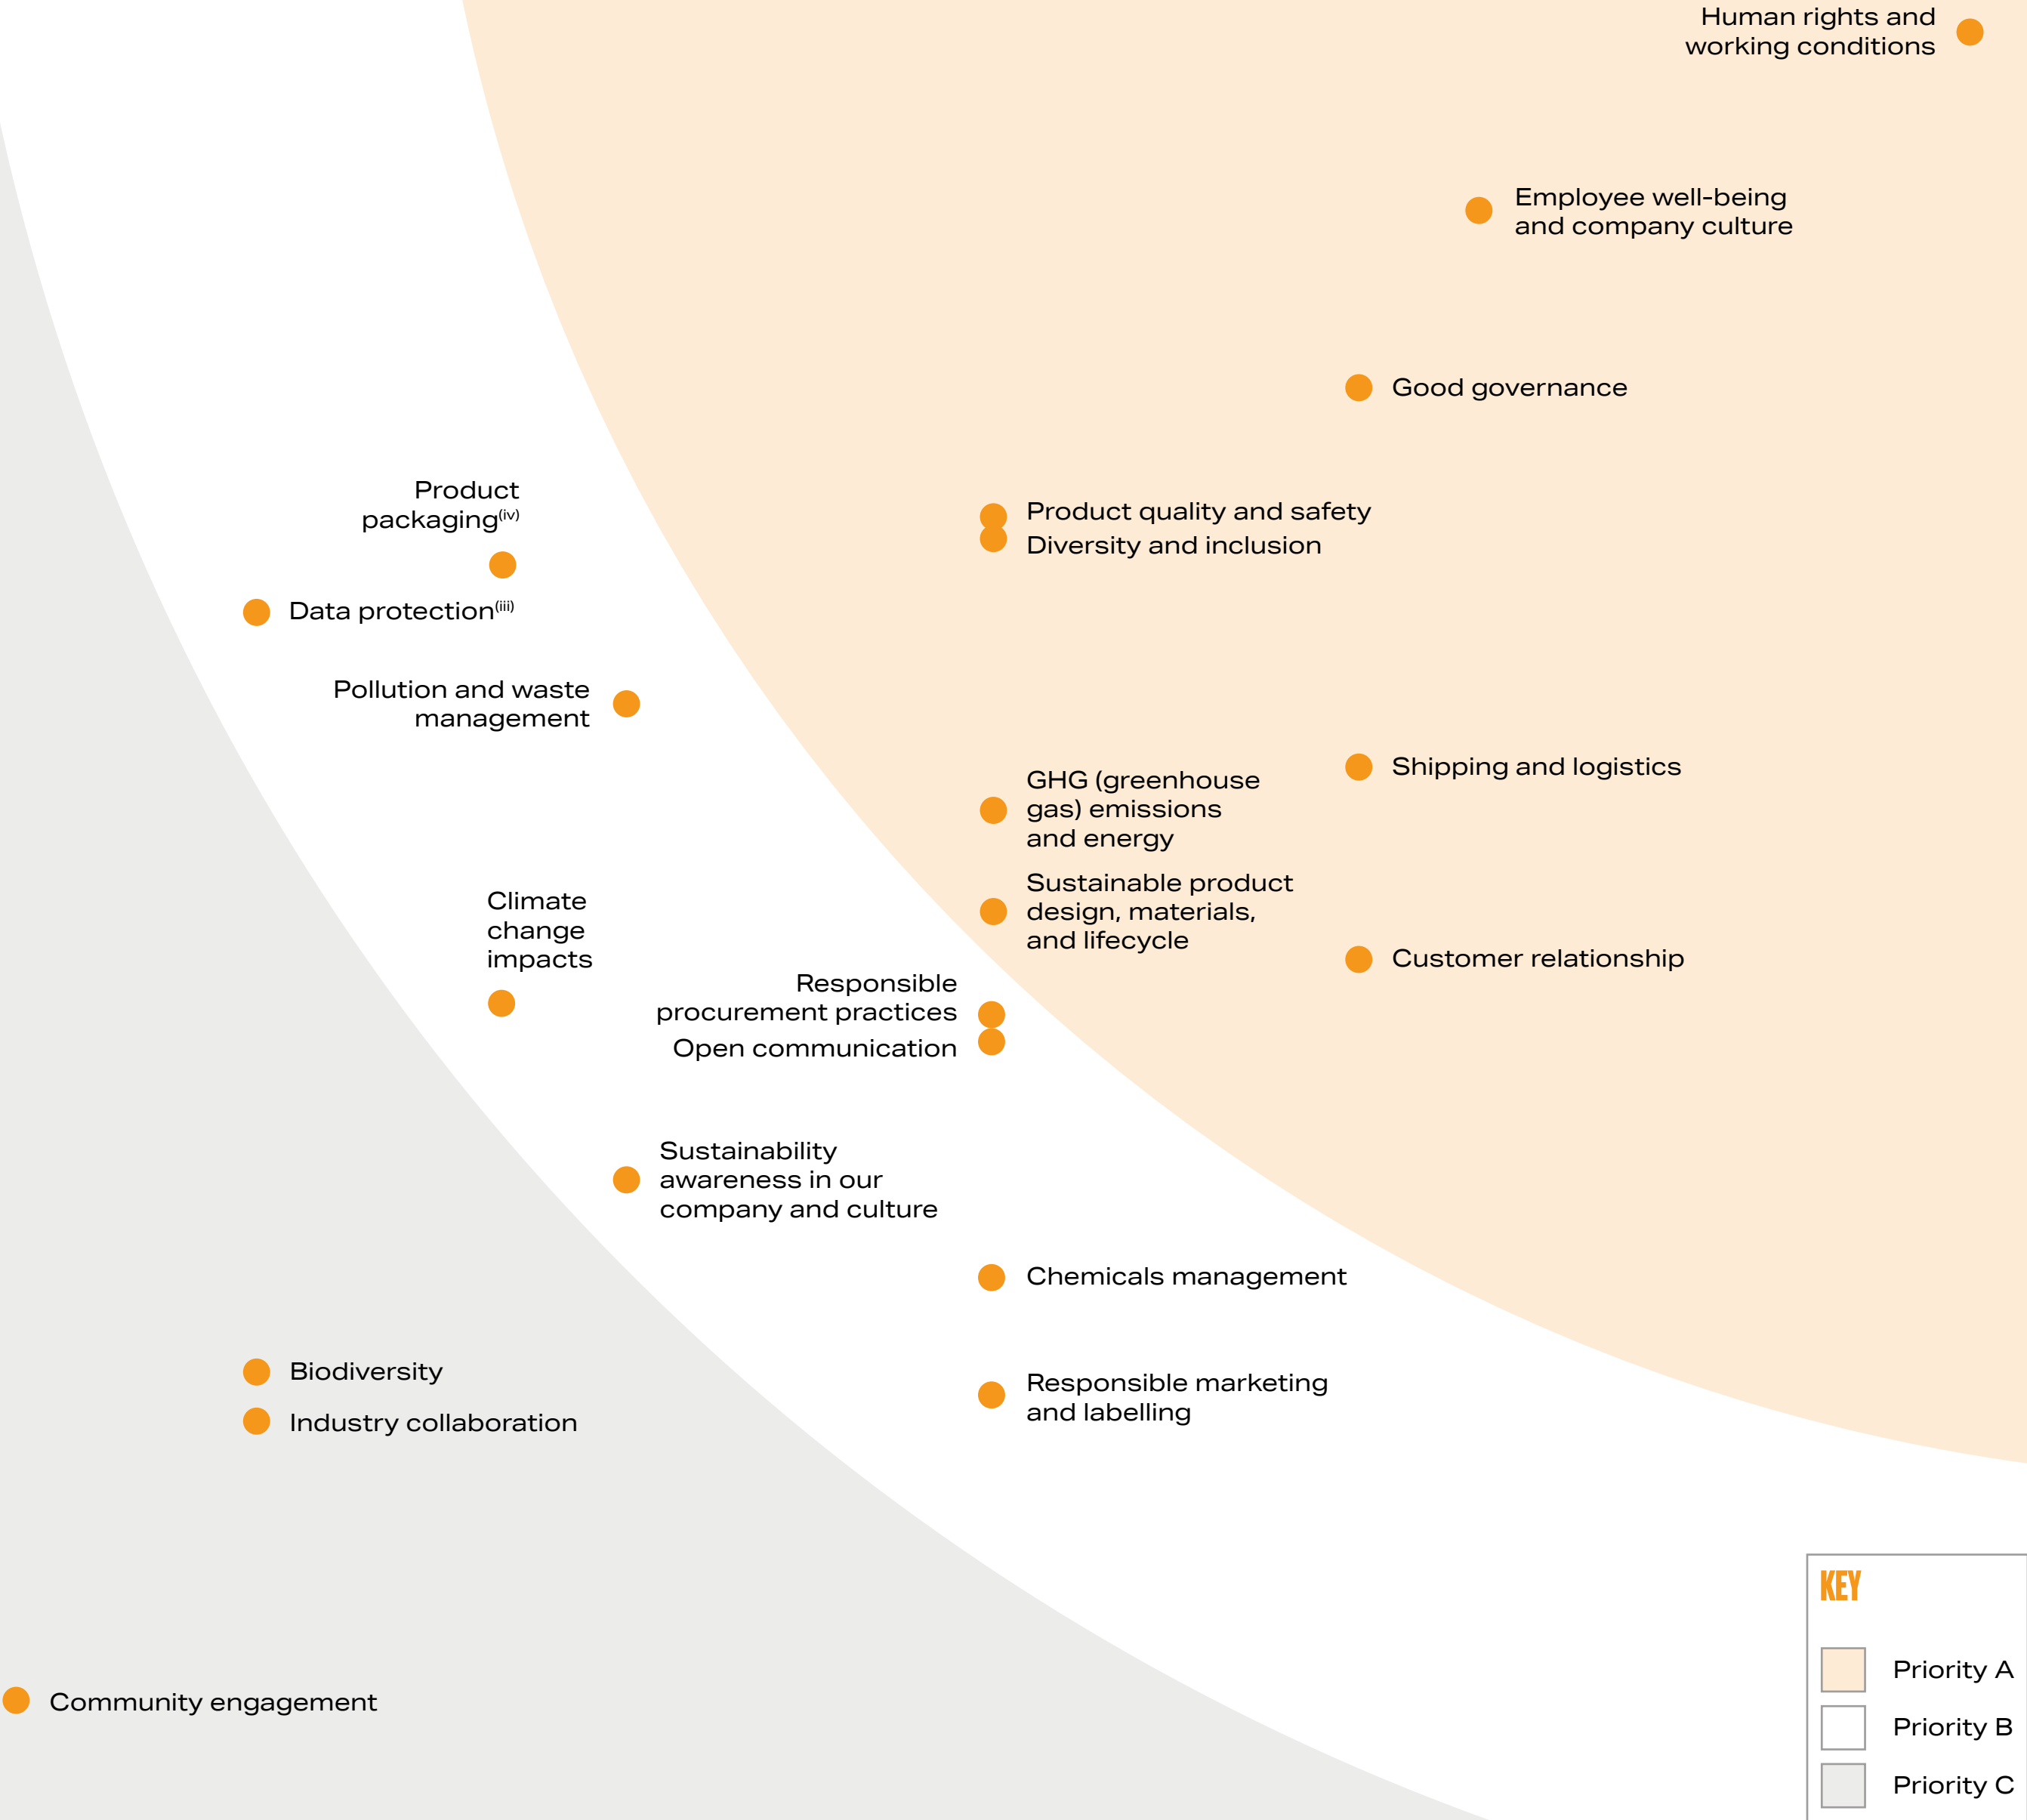 Human rights and
working conditions
Employee well-being
and company culture
Good governance
Product
packaging(iv)
Product quality and safety
Diversity and inclusion
Data protection(iii)
Pollution and waste
management
Shipping and logistics
GHG (greenhouse
gas) emissions
and energy
Sustainable product
design, materials,
and lifecycle
Climate
change
impacts
Customer relationship
Responsible
procurement practices
Open communication
Sustainability
awareness in our
company and culture
Chemicals management
Biodiversity
Industry collaboration
Responsible marketing
and labelling
Community engagement
KEY
Priority A
Priority B
Priority C